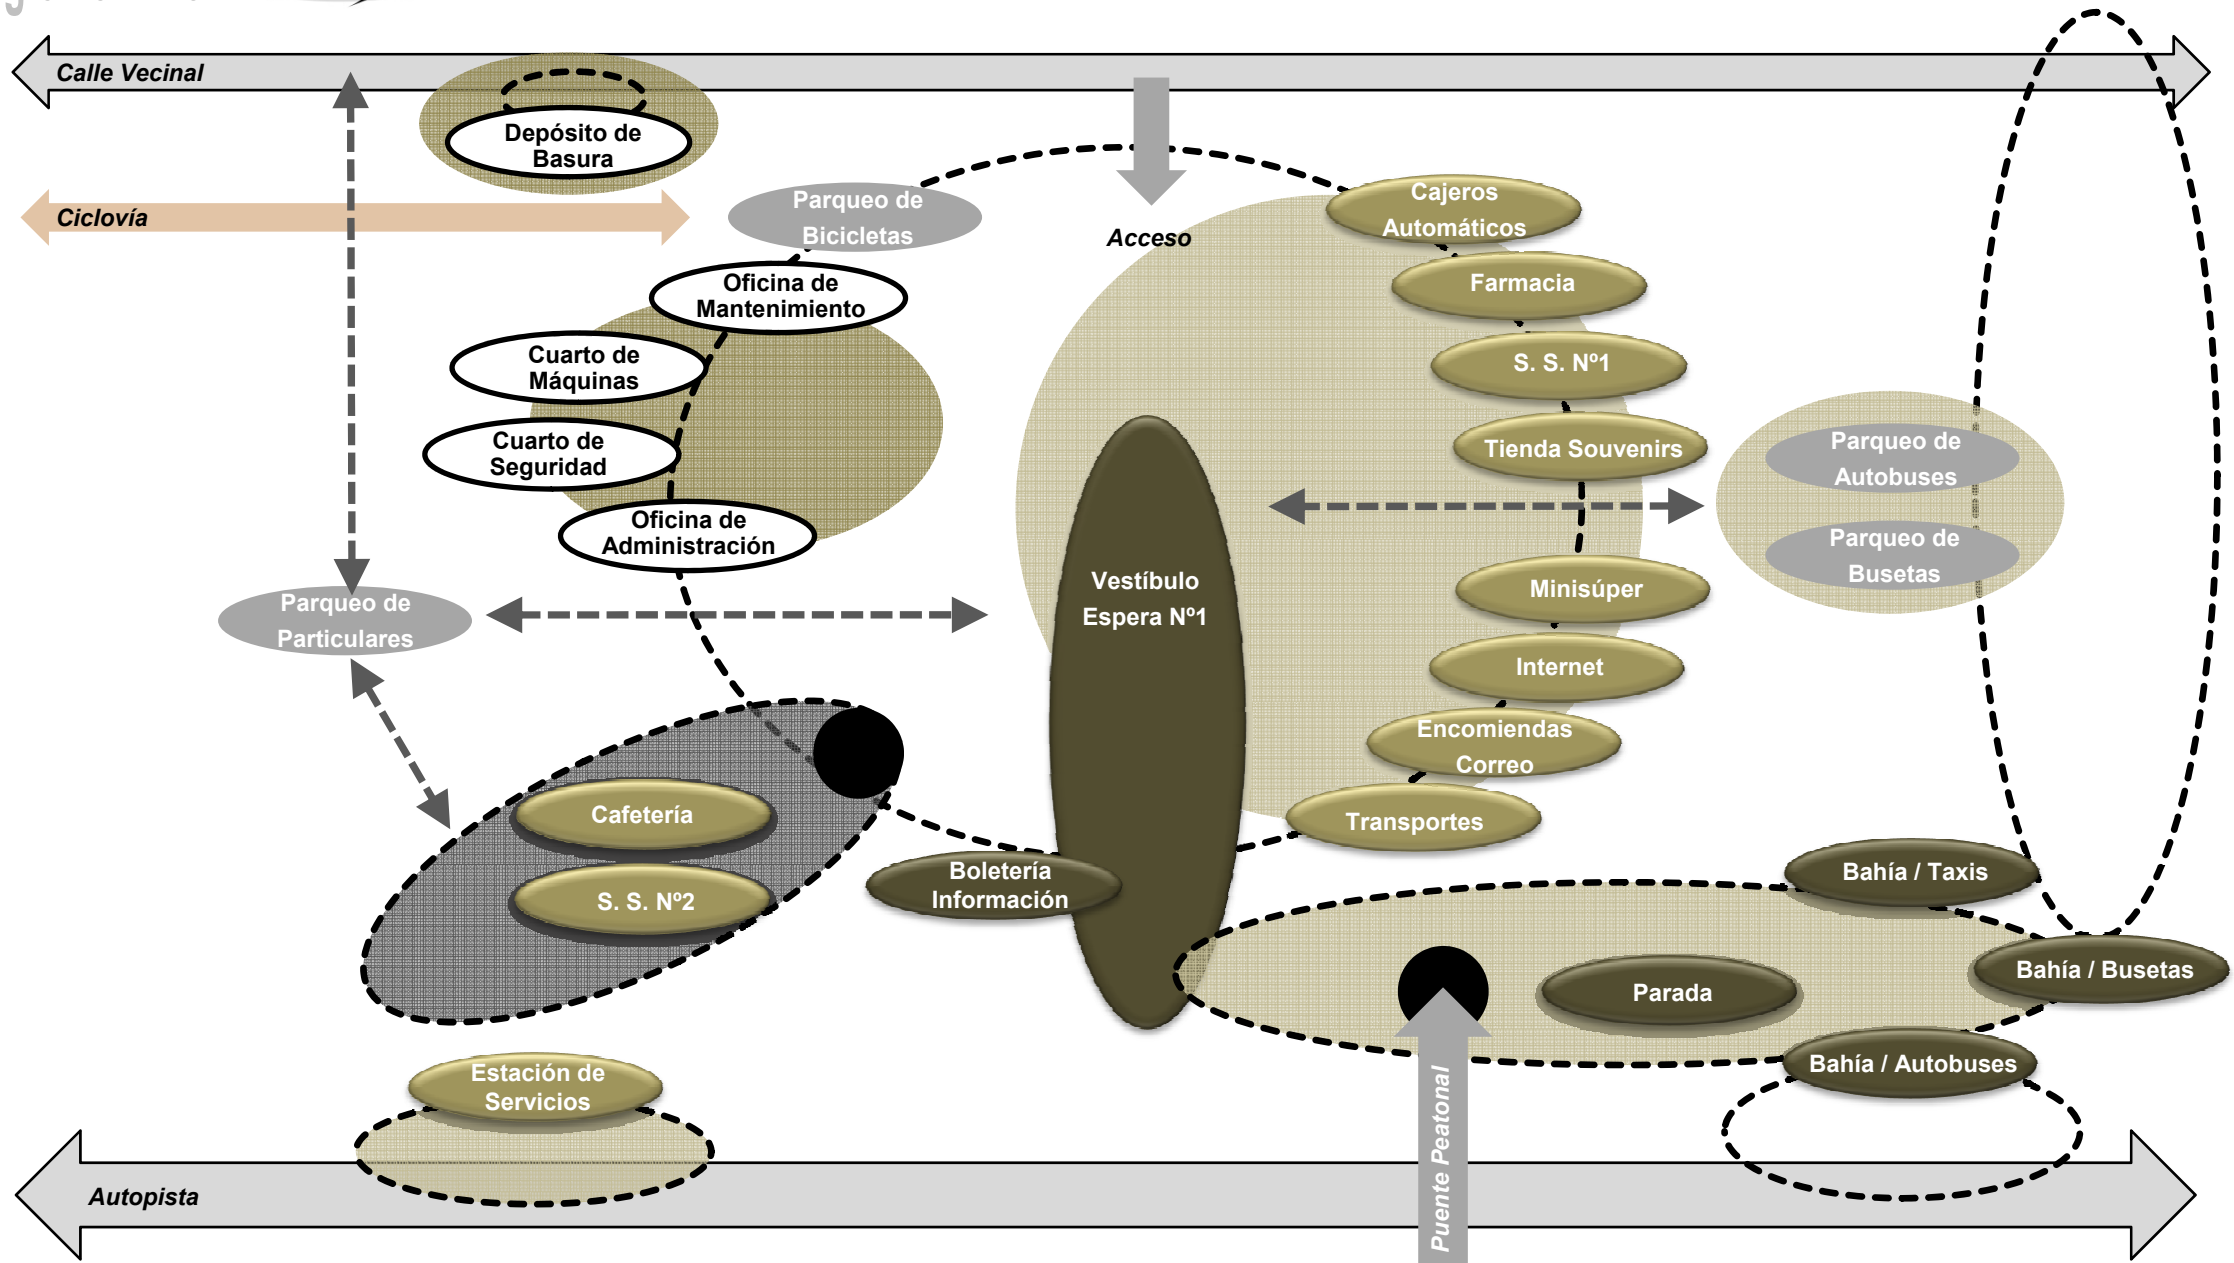 Calle Vecinal
Depósito de
Basura
Ciclovía
Parqueo de
Bicicletas
Acceso
Cajeros
Automáticos
Oficina de
Mantenimiento
Farmacia
Cuarto de
Máquinas
S. S. Nº1
Cuarto de
Seguridad
Tienda Souvenirs
Parqueo de
Autobuses
Oficina de
Administración
Parqueo de
Busetas
Vestíbulo
Espera Nº1
Minisúper
Parqueo de
Particulares
Internet
Encomiendas
Correo
Cafetería
Transportes
Boletería
Información
Bahía / Taxis
S. S. Nº2
Parada
Bahía / Busetas
Bahía / Autobuses
Estación de
Servicios
Puente Peatonal
Autopista